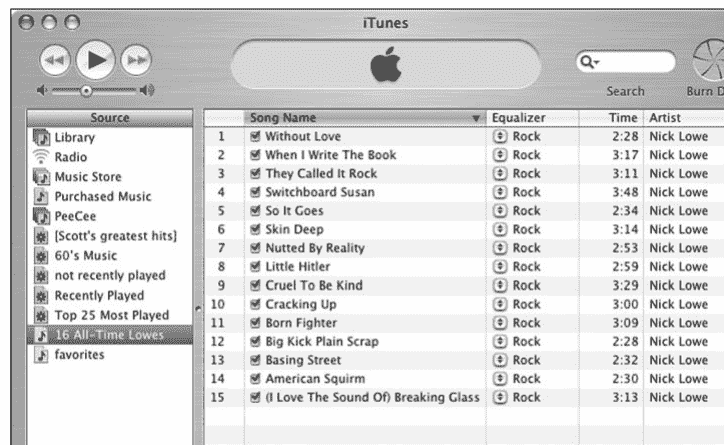 iTunes
Search
Burn D
Source
Library
Radio
Music Store
Purchased Music
PeeCee
[Scott's greatest hits]
60's Music
not recently played
Recently Played
Top 25 Most Played
16 All-Time Lowes
favorites
Song Name Equalizer Time Artist
1 Without Love Rock 2:28 Nick Lowe
2 When I Write The Book Rock 3:17 Nick Lowe
3 They Called It Rock Rock 3:11 Nick Lowe
4 Switchboard Susan Rock 3:48 Nick Lowe
5 So It Goes Rock 2:34 Nick Lowe
6 Skin Deep Rock 3:14 Nick Lowe
7 Nutted By Reality Rock 2:53 Nick Lowe
8 Little Hitler Rock 2:59 Nick Lowe
9 Cruel To Be Kind Rock 3:29 Nick Lowe
10 Cracking Up Rock 3:00 Nick Lowe
11 Born Fighter Rock 3:09 Nick Lowe
12 Big Kick Plain Scrap Rock 2:28 Nick Lowe
13 Basing Street Rock 2:32 Nick Lowe
14 American Squirm Rock 2:30 Nick Lowe
15 (I Love The Sound Of) Breaking Glass Rock 3:13 Nick Lowe